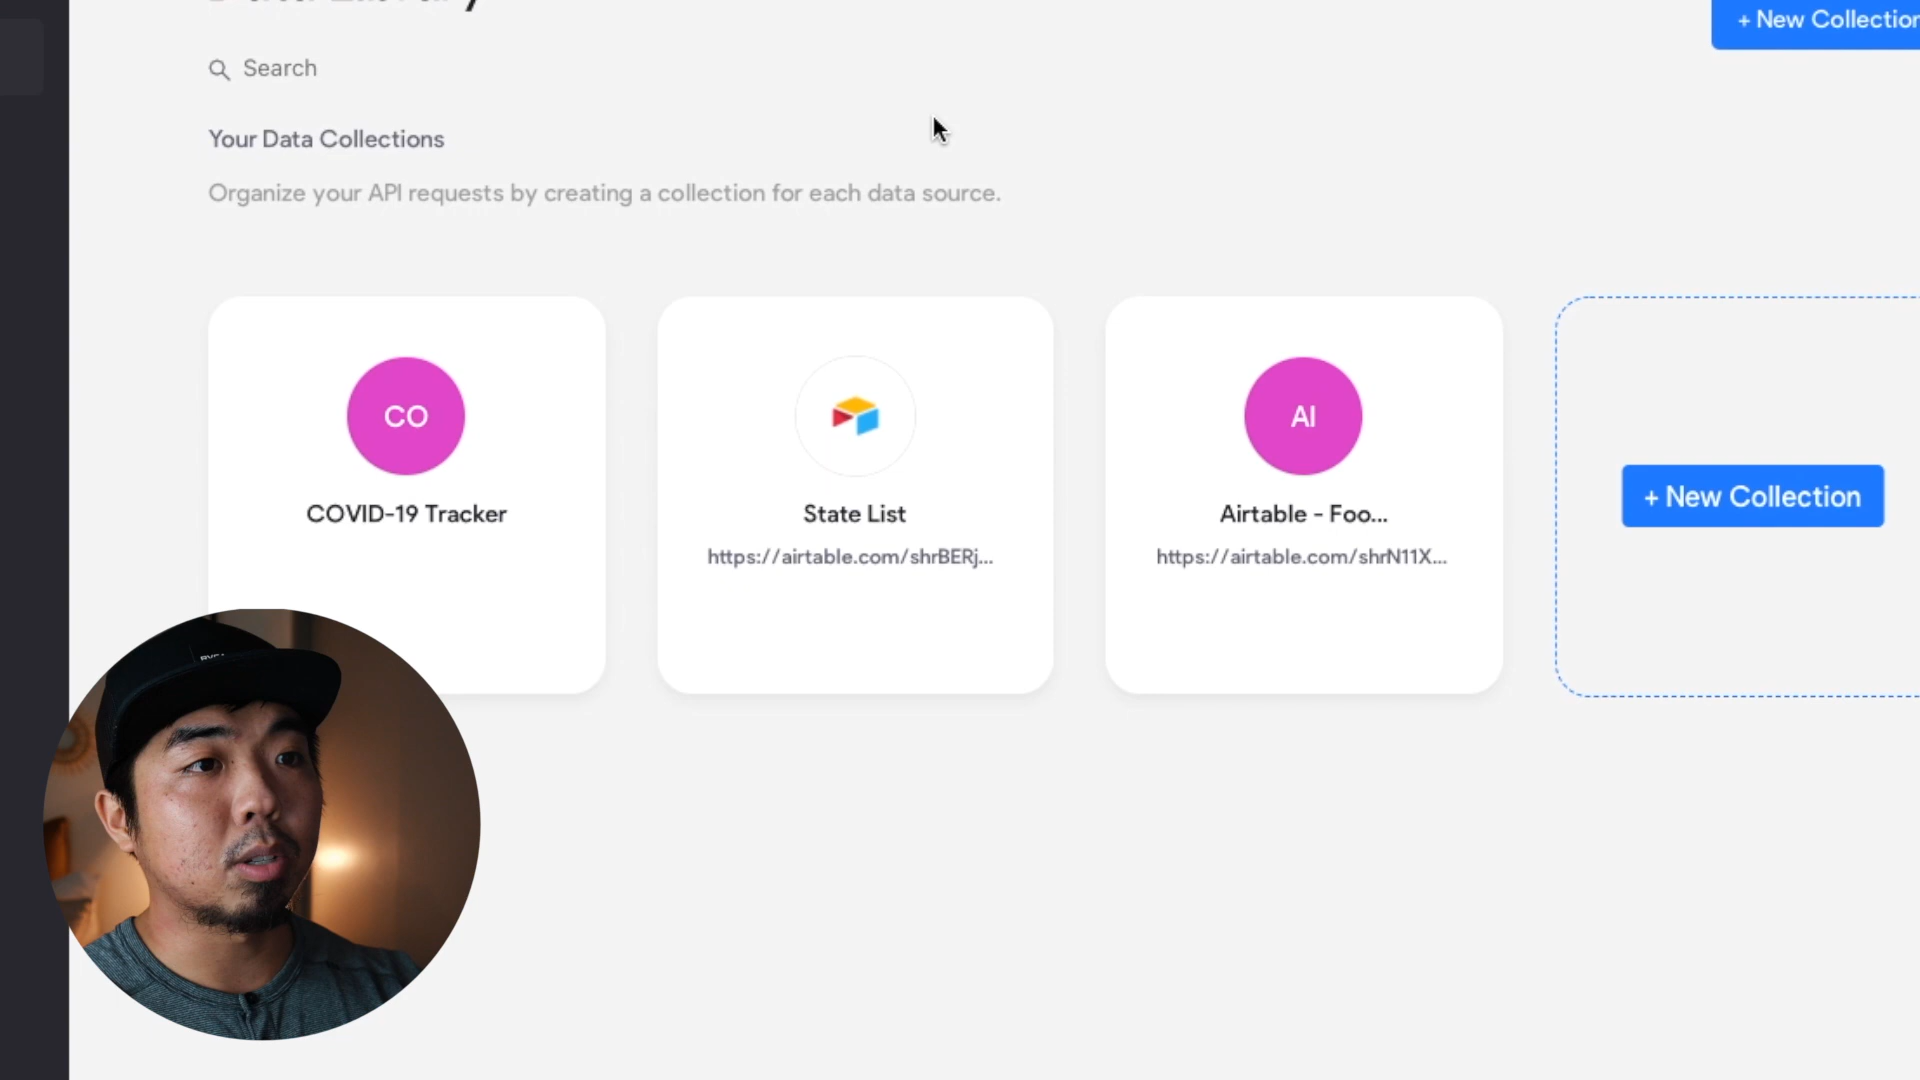 + New Collection
Search
Your Data Collections
Organize your API requests by creating a collection for each data source.
CO
COVID-19 Tracker
State List
https://airtable.com/shrBERj...
AI
Airtable - Foo...
https://airtable.com/shrN11X...
+ New Collection